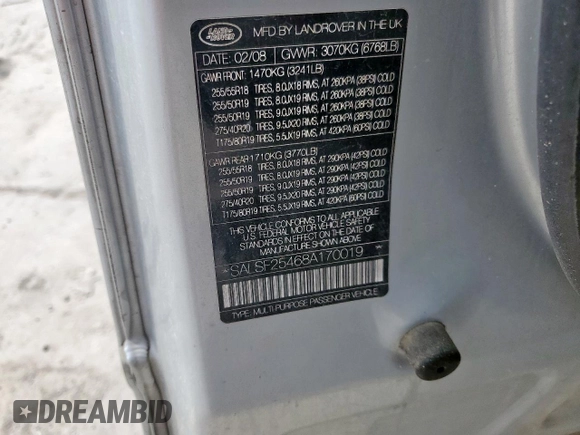 LAND ROVER
MFD BY LANDROVER IN THE UK
DATE: 02/08 GVWR: 3070KG (6768LB)
GAWR FRONT: 1470KG (3241LB)
255/55R18 TIRES, 8.0JX18 RIMS, AT 260KPA (38PSI) COLD
255/50R19 TIRES, 8.0JX19 RIMS, AT 260KPA (38PSI) COLD
255/50R19 TIRES, 9.0JX19 RIMS, AT 260KPA (38PSI) COLD
275/40R20 TIRES, 9.5JX20 RIMS, AT 260KPA (38PSI) COLD
T175/80R19 TIRES, 5.5JX19 RIMS, AT 420KPA (60PSI) COLD
GAWR REAR 1710KG (3770LB)
255/55R18 TIRES, 8.0JX18 RIMS, AT 290KPA (42PSI) COLD
255/50R19 TIRES, 8.0JX19 RIMS, AT 290KPA (42PSI) COLD
255/50R19 TIRES, 9.0JX19 RIMS, AT 290KPA (42PSI) COLD
275/40R20 TIRES, 9.5JX20 RIMS, AT 290KPA (42PSI) COLD
T175/80R19 TIRES, 5.5JX19 RIMS, AT 420KPA (60PSI) COLD
THIS VEHICLE CONFORMS TO ALL APPLICABLE
U.S. FEDERAL MOTOR VEHICLE SAFETY
STANDARDS IN EFFECT ON THE DATE OF
MANUFACTURE SHOWN ABOVE.
SALSF25468A170019
TYPE: MULTI-PURPOSE PASSENGER VEHICLE
DREAMBID